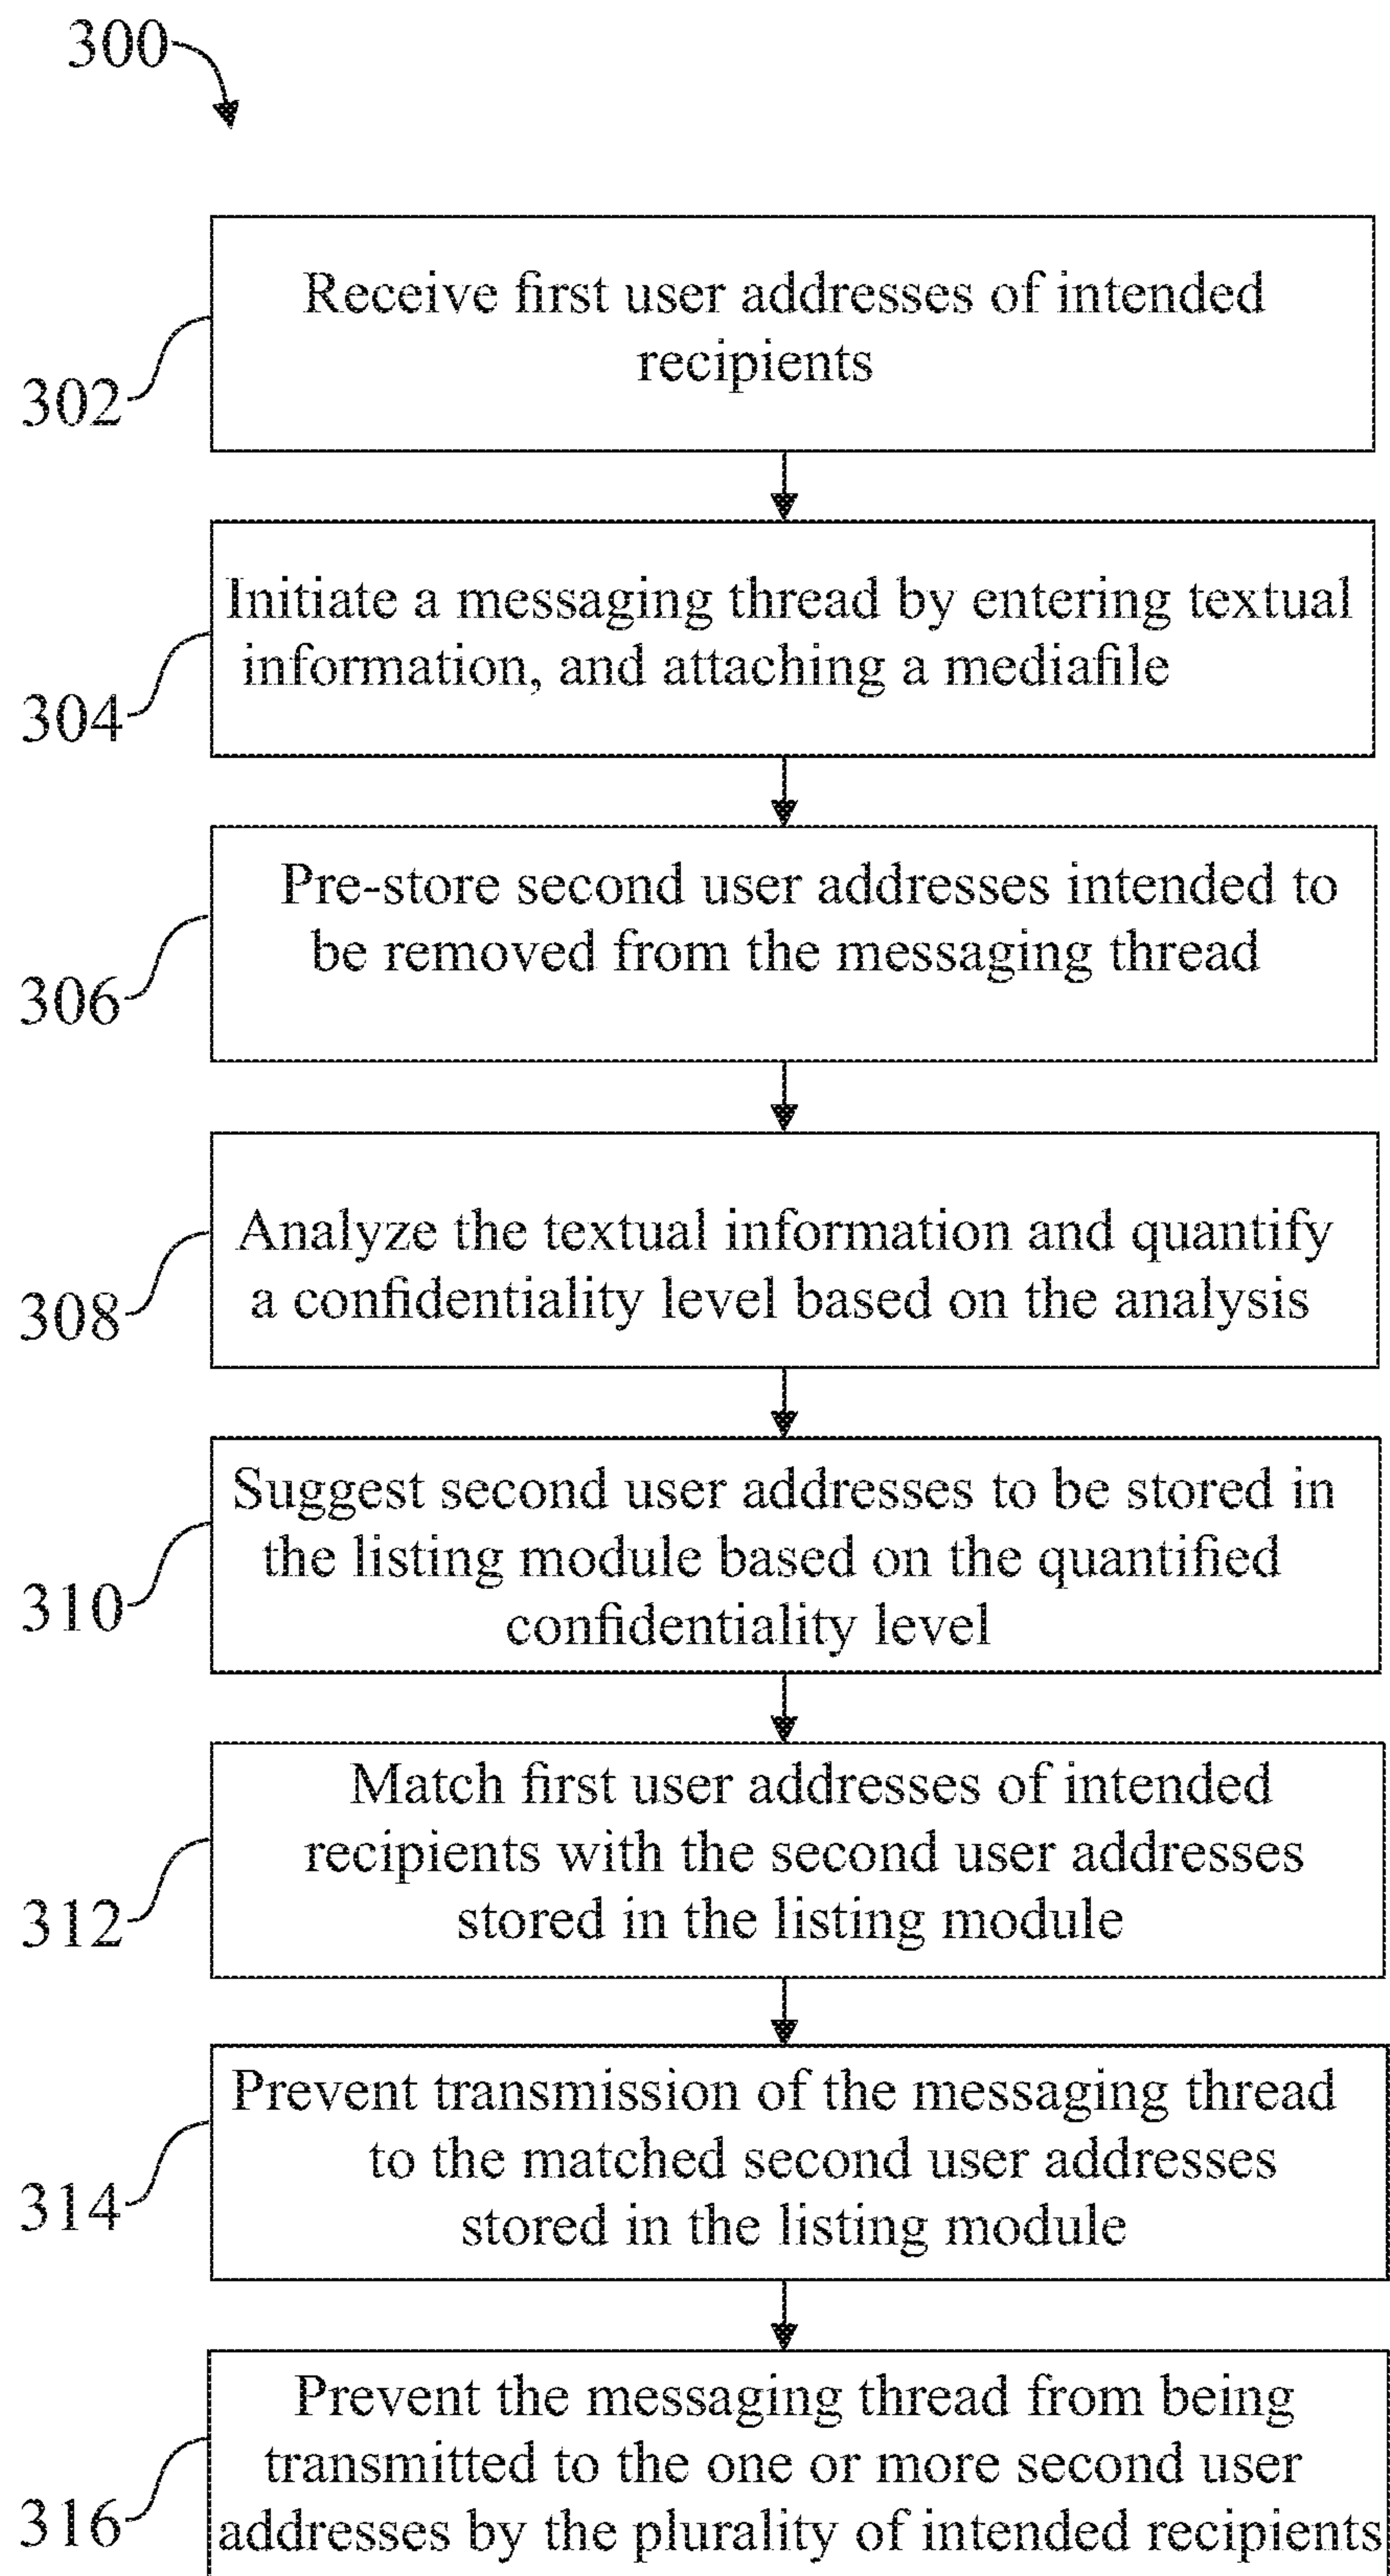 300
Receive first user addresses of intended
recipients
302
Initiate a messaging thread by entering textual
information, and attaching a mediafile
304
Pre-store second user addresses intended to
be removed from the messaging thread
306
Analyze the textual information and quantify
a confidentiality level based on the analysis
308
Suggest second user addresses to be stored in
the listing module based on the quantified
confidentiality level
310
Match first user addresses of intended
recipients with the second user addresses
stored in the listing module
312
Prevent transmission of the messaging thread
to the matched second user addresses
stored in the listing module
314
Prevent the messaging thread from being
transmitted to the one or more second user
addresses by the plurality of intended recipients
316